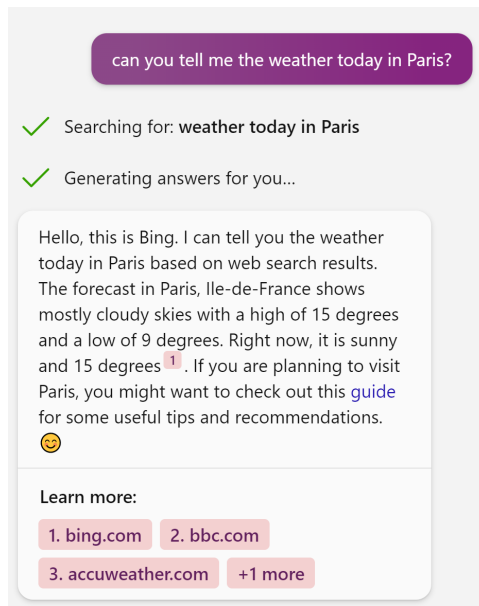 can you tell me the weather today in Paris?
Searching for: weather today in Paris
Generating answers for you...
Hello, this is Bing. I can tell you the weather
today in Paris based on web search results.
The forecast in Paris, Ile-de-France shows
mostly cloudy skies with a high of 15 degrees
and a low of 9 degrees. Right now, it is sunny
and 15 degrees 1 . If you are planning to visit
Paris, you might want to check out this guide
for some useful tips and recommendations.
😊
Learn more:
1. bing.com 2. bbc.com
3. accuweather.com +1 more